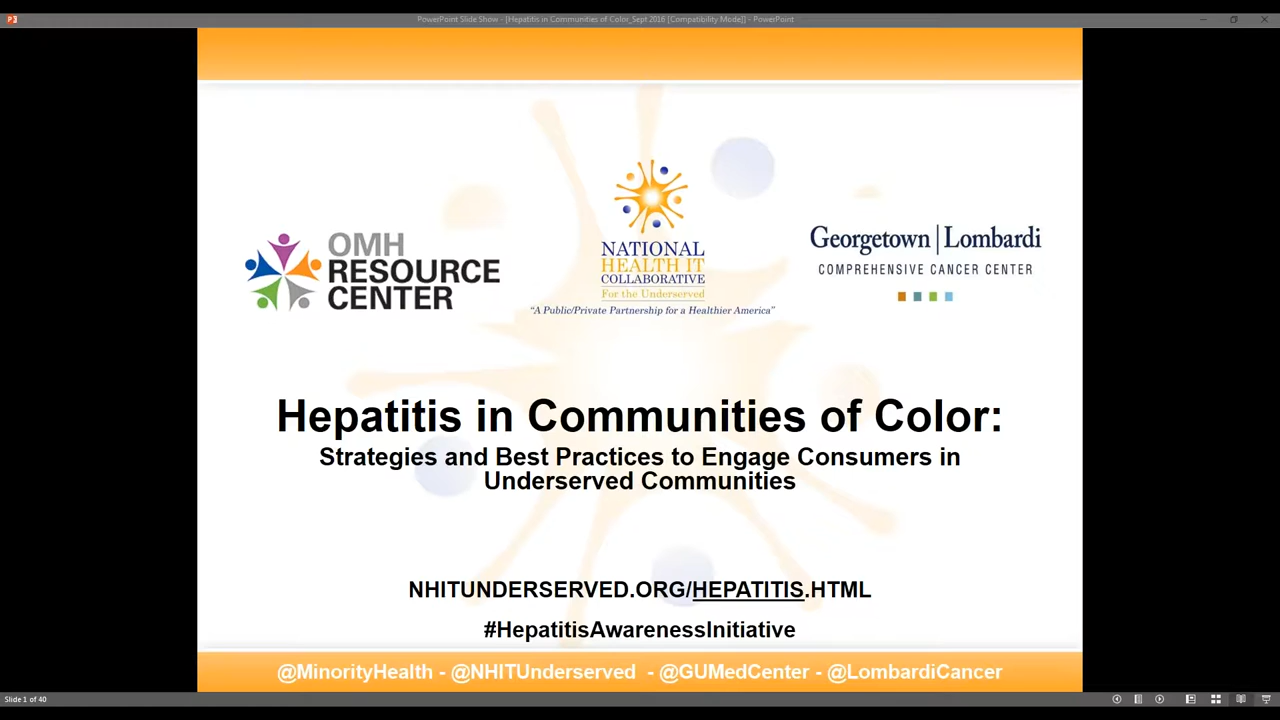 PowerPoint Slide Show - [Hepatitis in Communities of Color_Sept 2016 [Compatibility Mode]] - PowerPoint
OMH
RESOURCE
CENTER
NATIONAL
HEALTH IT
COLLABORATIVE
For the Underserved
"A Public/Private Partnership for a Healthier America"
Georgetown | Lombardi
COMPREHENSIVE CANCER CENTER
Hepatitis in Communities of Color:
Strategies and Best Practices to Engage Consumers in
Underserved Communities
NHITUNDERSERVED.ORG/HEPATITIS.HTML
#HepatitisAwarenessInitiative
@MinorityHealth - @NHITUnderserved - @GUMedCenter - @LombardiCancer
Slide 1 of 40